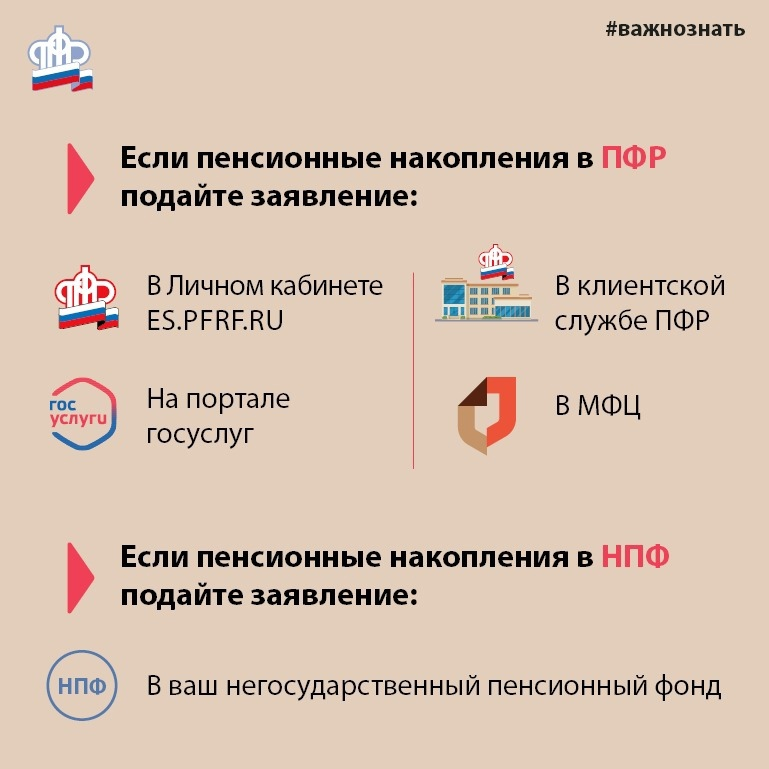 #важнознать
Если пенсионные накопления в ПФР
подайте заявление:
В Личном кабинете
ES.PFRF.RU
В клиентской
службе ПФР
гос
услуги
На портале
госуслуг
В МФЦ
Если пенсионные накопления в НПФ
подайте заявление:
НПФ
В ваш негосударственный пенсионный фонд